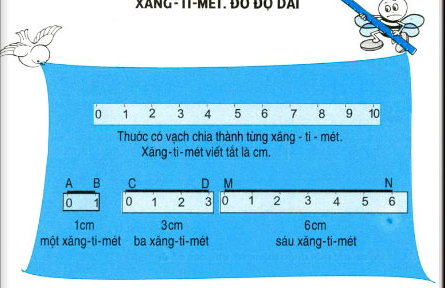 XĂNG - TI - MÉT. ĐO ĐỘ DÀI
0 1 2 3 4 5 6 7 8 9 10
Thước có vạch chia thành từng xăng - ti - mét.
Xăng-ti-mét viết tắt là cm.
A B C D M N
0 1 0 1 2 3 0 1 2 3 4 5 6
1cm 3cm 6cm
một xăng-ti-mét ba xăng-ti-mét sáu xăng-ti-mét